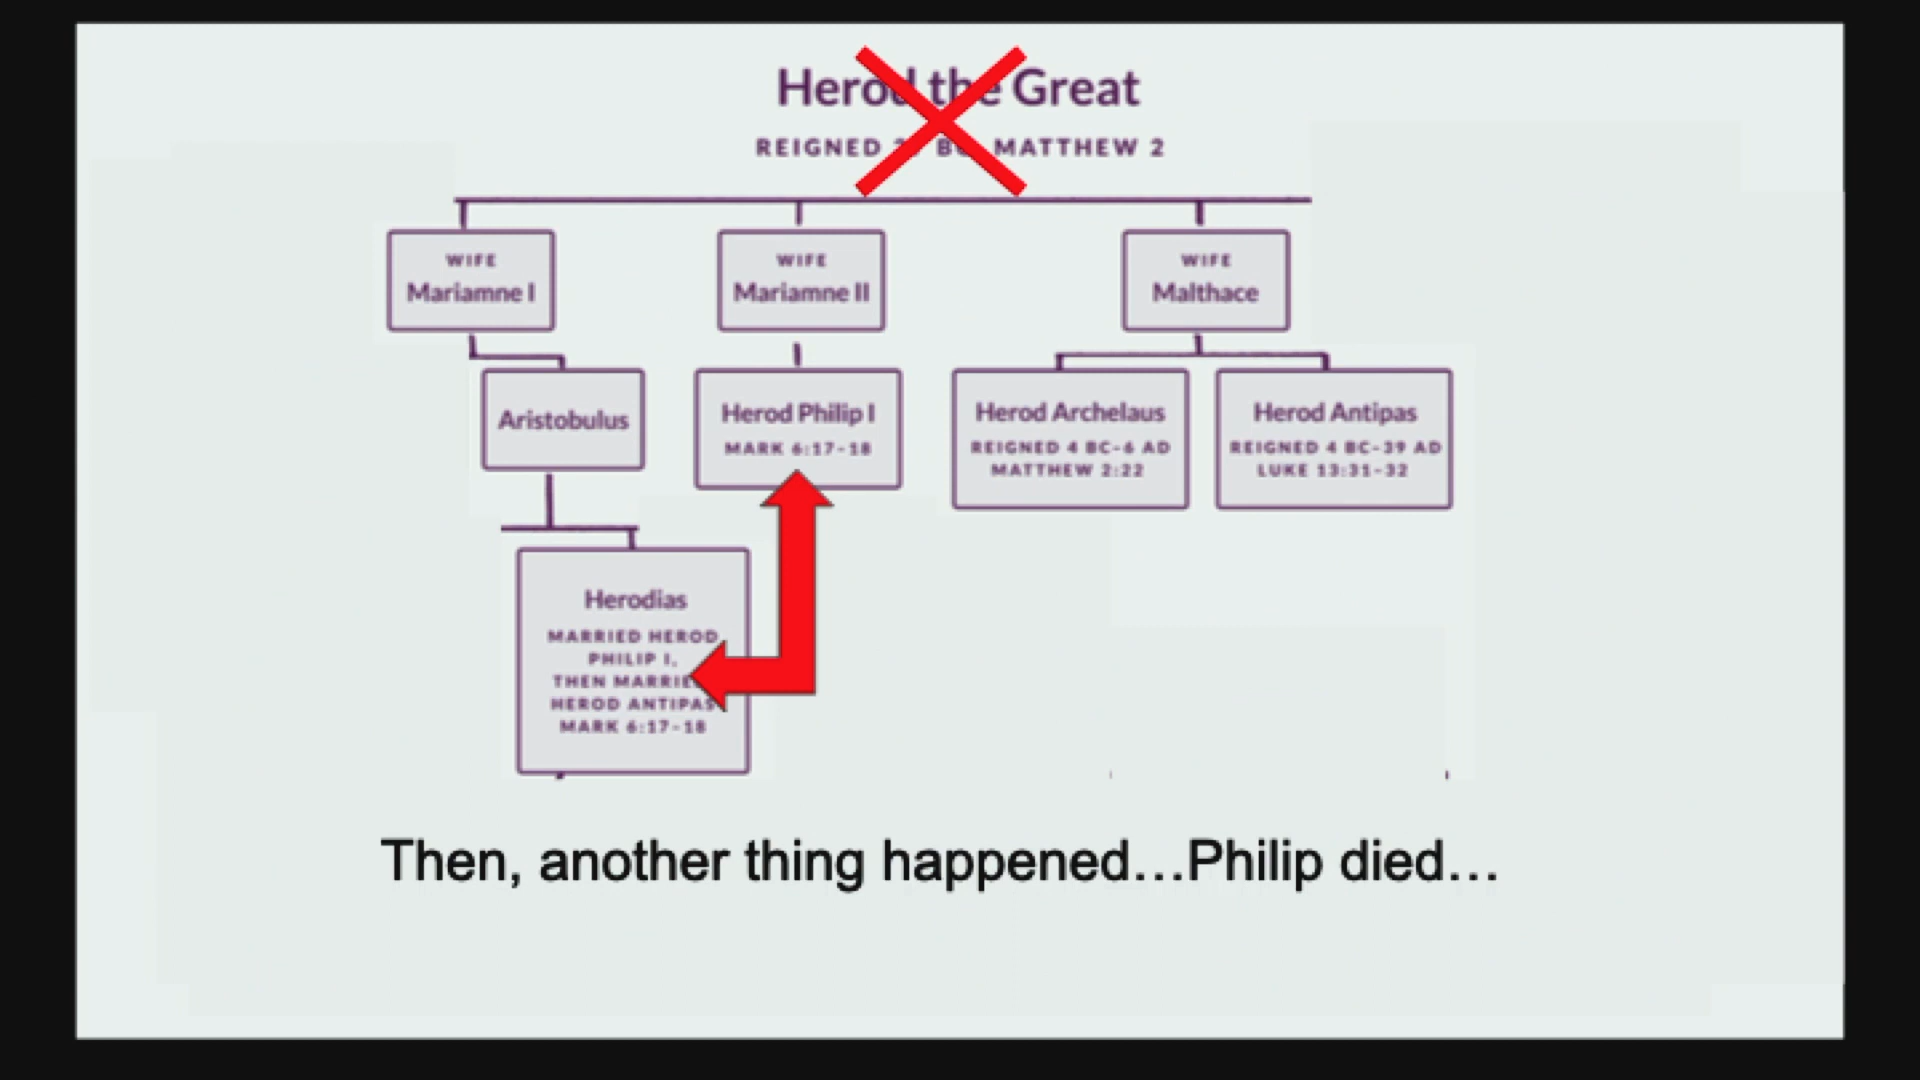 Herod the Great
REIGNED BC MATTHEW 2
WIFE
Mariamne I
WIFE
Mariamne II
WIFE
Malthace
Aristobulus
Herod Philip I
MARK 6:17-18
Herod Archelaus
REIGNED 4 BC-6 AD
MATTHEW 2:22
Herod Antipas
REIGNED 4 BC-39 AD
LUKE 13:31-32
Herodias
MARRIED HEROD
PHILIP I,
THEN MARRIED
HEROD ANTIPAS
MARK 6:17-18
Then, another thing happened…Philip died…